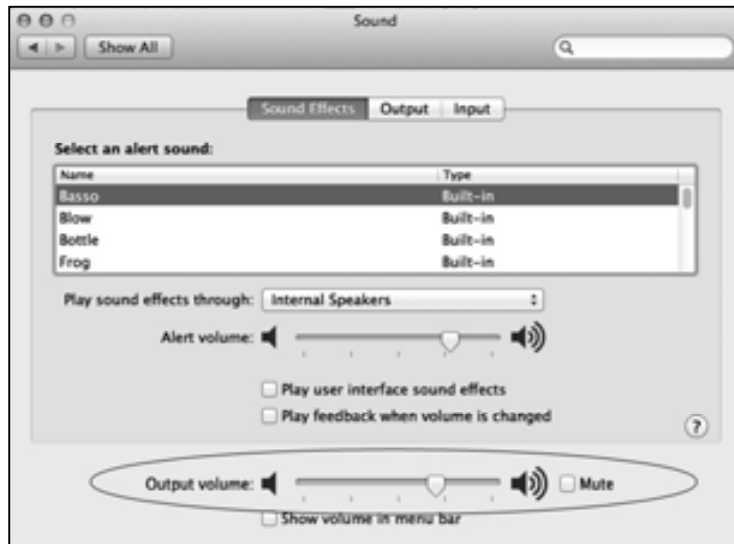 Sound
Show All
Sound Effects Output Input
Select an alert sound:
Name Type
Basso Built-in
Blow Built-in
Bottle Built-in
Frog Built-in
Play sound effects through: Internal Speakers
Alert volume:
Play user interface sound effects
Play feedback when volume is changed
?
Output volume: Mute
Show volume in menu bar